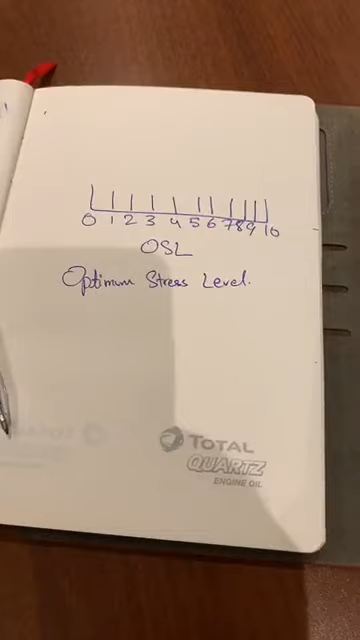 0 1 2 3 4 5 6 7 8 9 10
OSL
Optimum Stress Level.
TOTAL
QUARTZ
ENGINE OIL